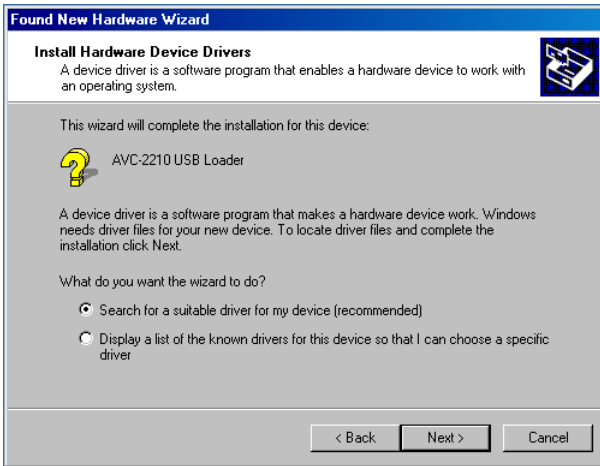 Found New Hardware Wizard
Install Hardware Device Drivers
A device driver is a software program that enables a hardware device to work with
an operating system.
This wizard will complete the installation for this device:
AVC-2210 USB Loader
A device driver is a software program that makes a hardware device work. Windows
needs driver files for your new device. To locate driver files and complete the
installation click Next.
What do you want the wizard to do?
Search for a suitable driver for my device (recommended)
Display a list of the known drivers for this device so that I can choose a specific
driver
< Back Next > Cancel